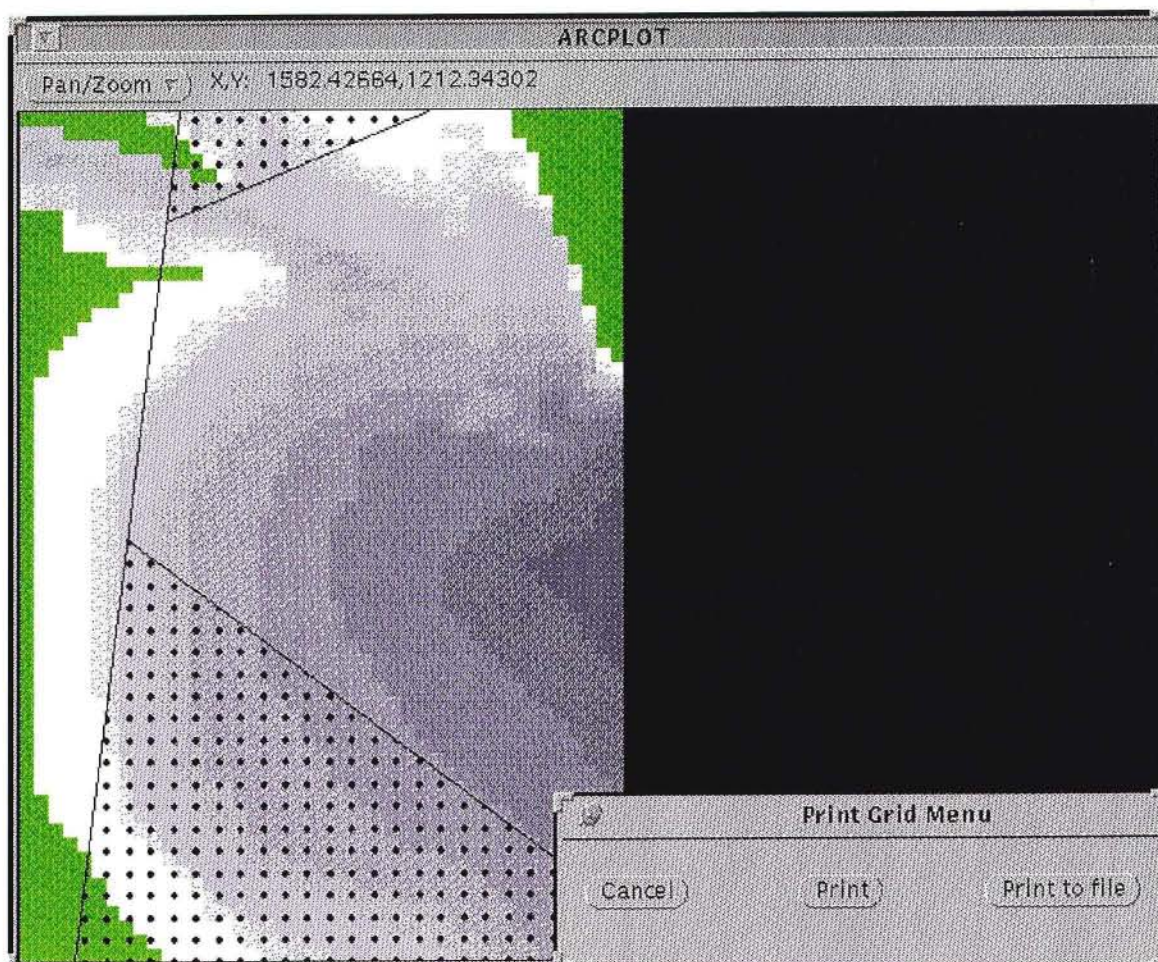 ARCPLOT
Pan/Zoom X,Y: 1582.42664,1212.34302
Print Grid Menu
Cancel Print Print to file